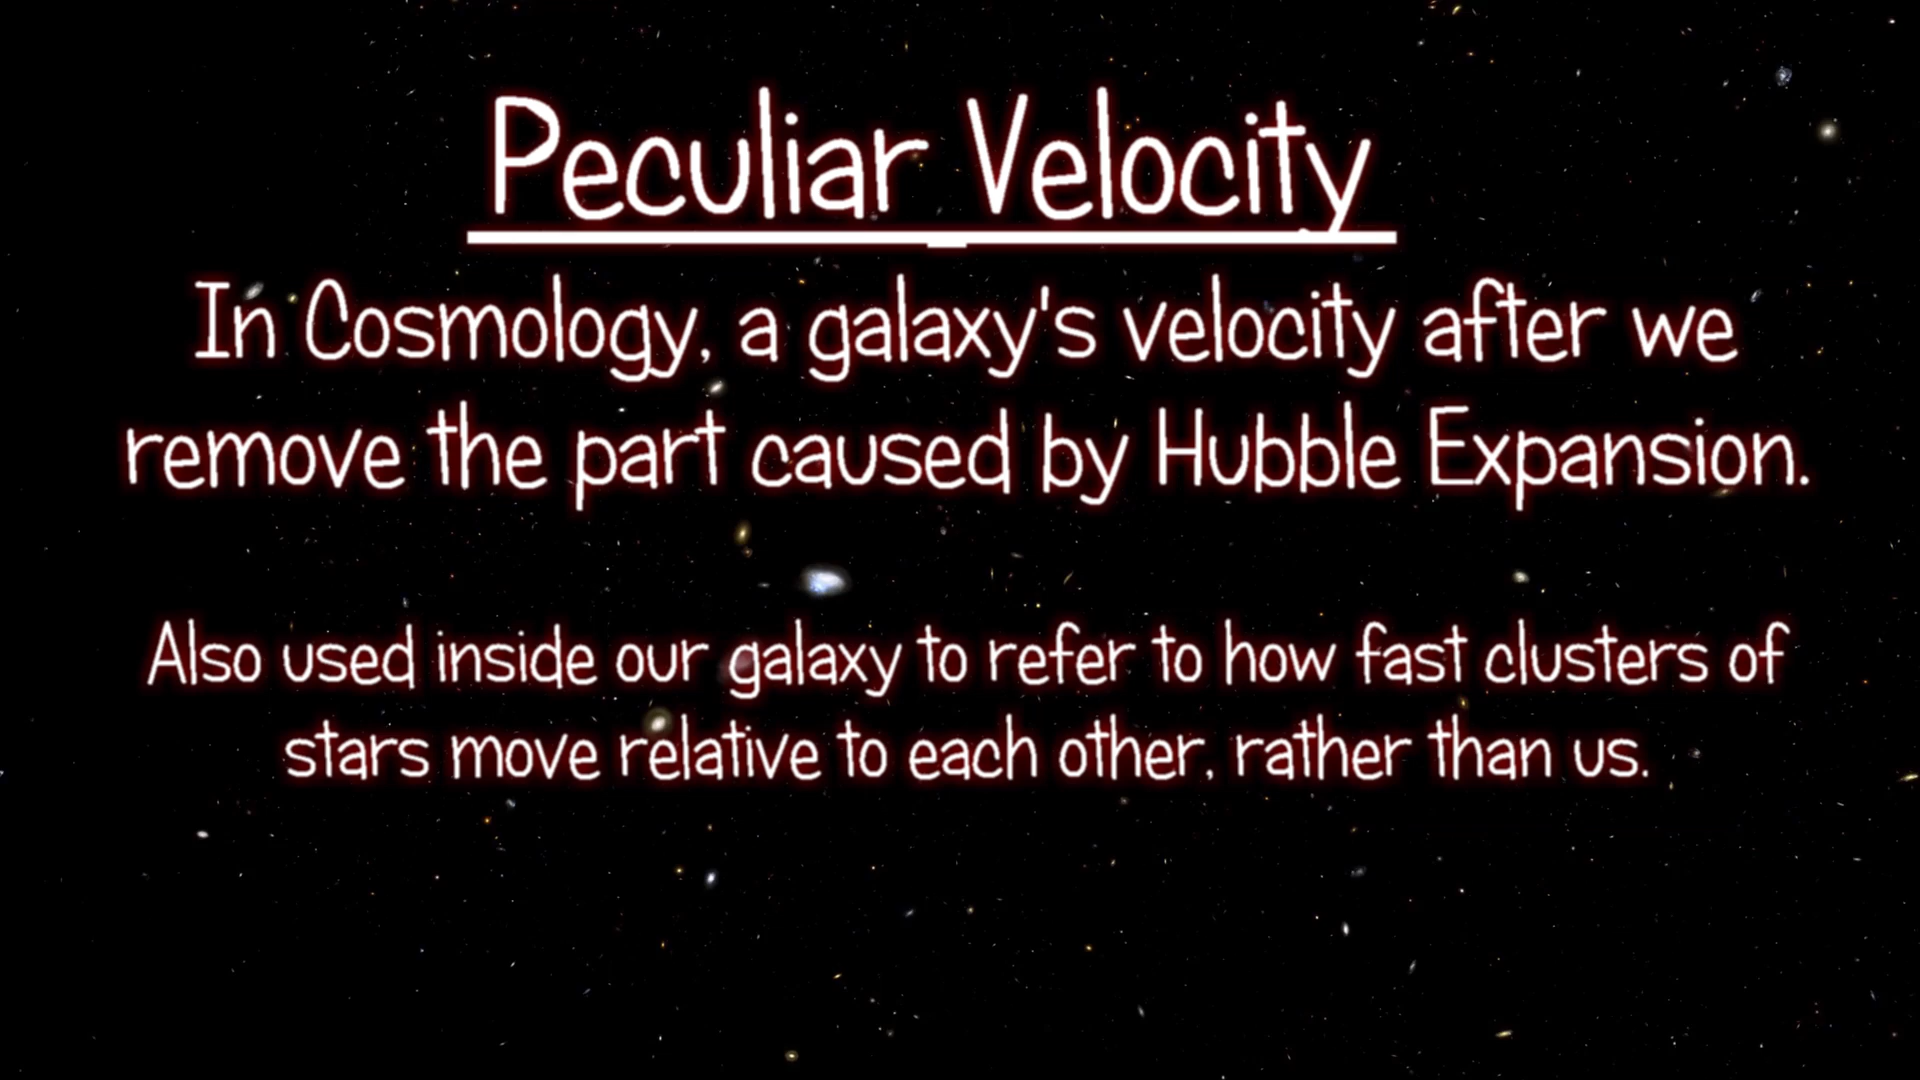 Peculiar Velocity
In Cosmology, a galaxy's velocity after we
remove the part caused by Hubble Expansion.
Also used inside our galaxy to refer to how fast clusters of
stars move relative to each other, rather than us.